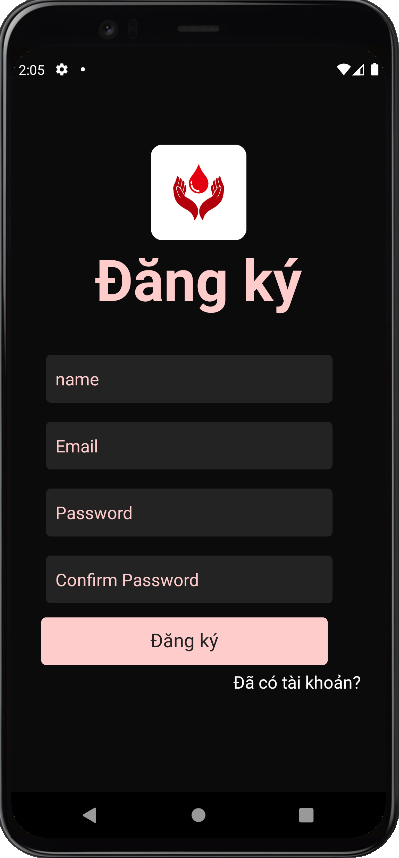 2:05
Đăng ký
name
Email
Password
Confirm Password
Đăng ký
Đã có tài khoản?